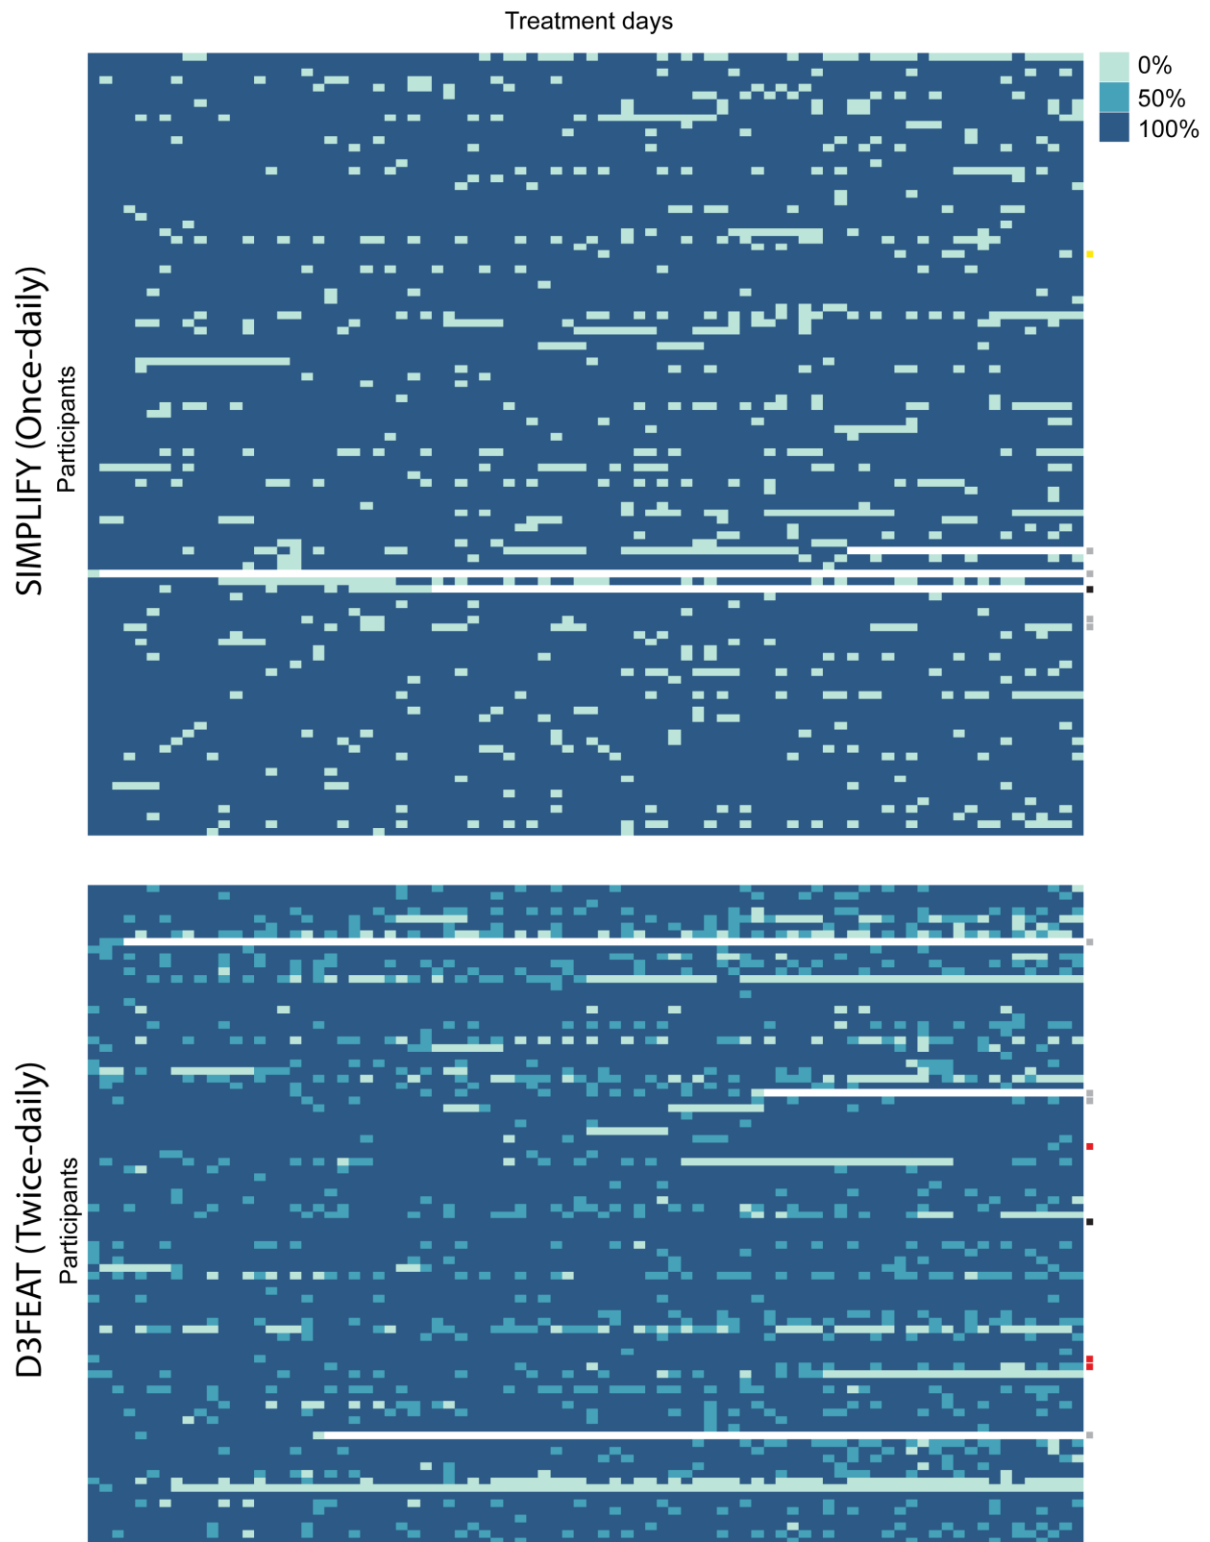 Treatment days
0%
50%
100%
SIMPLIFY (Once-daily)
Participants
D3FEAT (Twice-daily)
Participants